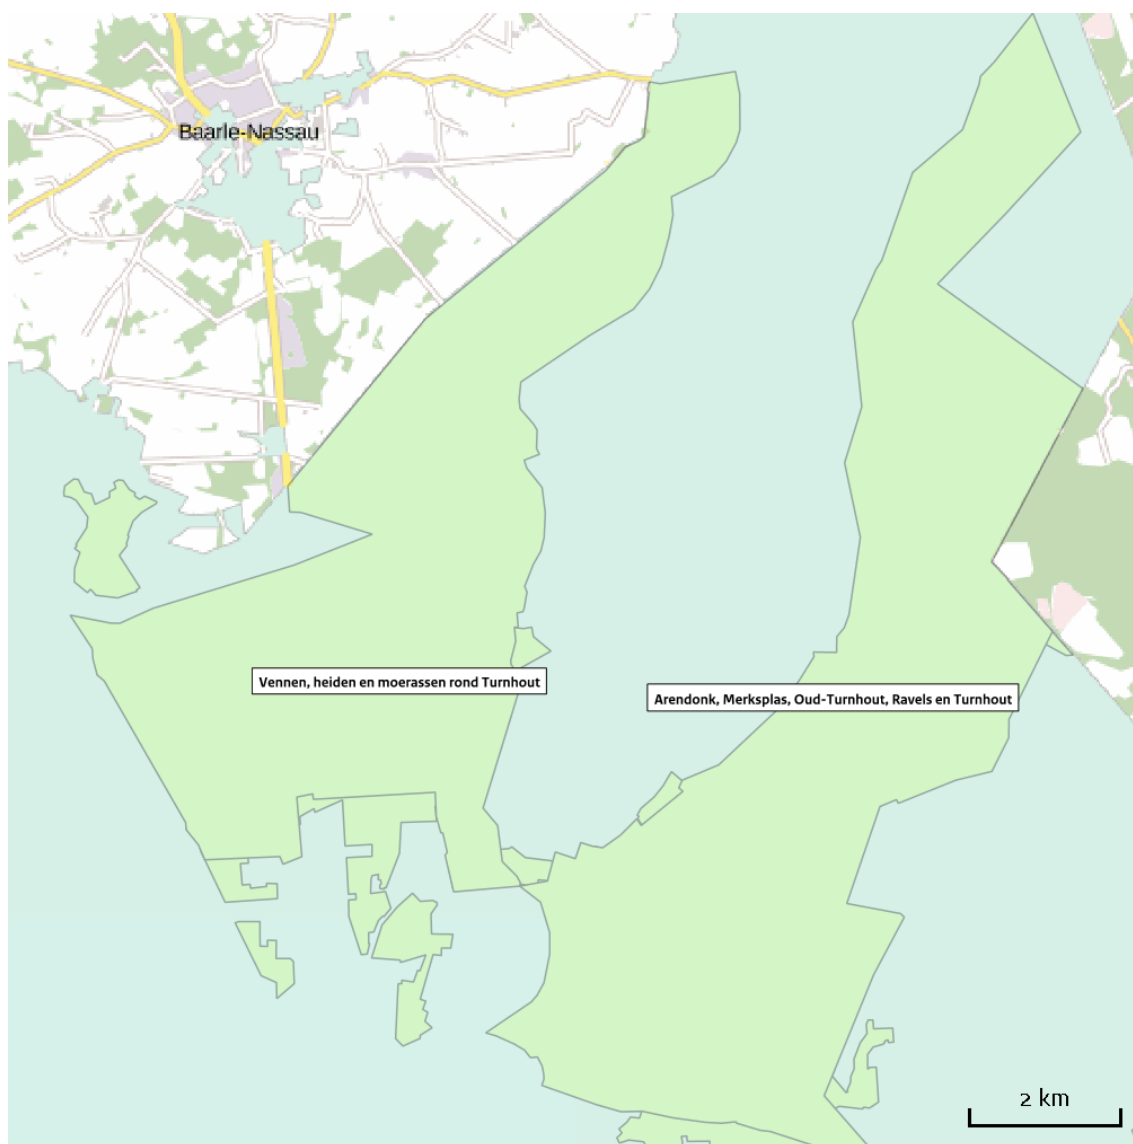 Baarle-Nassau
Vennen, heiden en moerassen rond Turnhout
Arendonk, Merksplas, Oud-Turnhout, Ravels en Turnhout
2 km